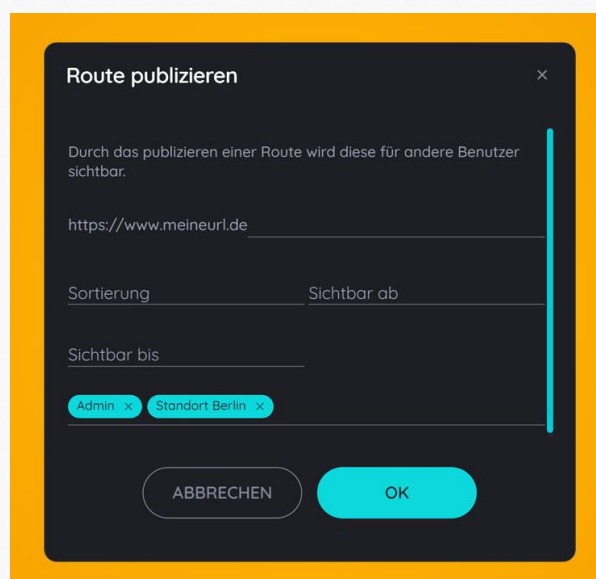 Route publizieren
Durch das publizieren einer Route wird diese für andere Benutzer
sichtbar.
https://www.meineurl.de
Sortierung Sichtbar ab
Sichtbar bis
Admin × Standort Berlin ×
ABBRECHEN OK